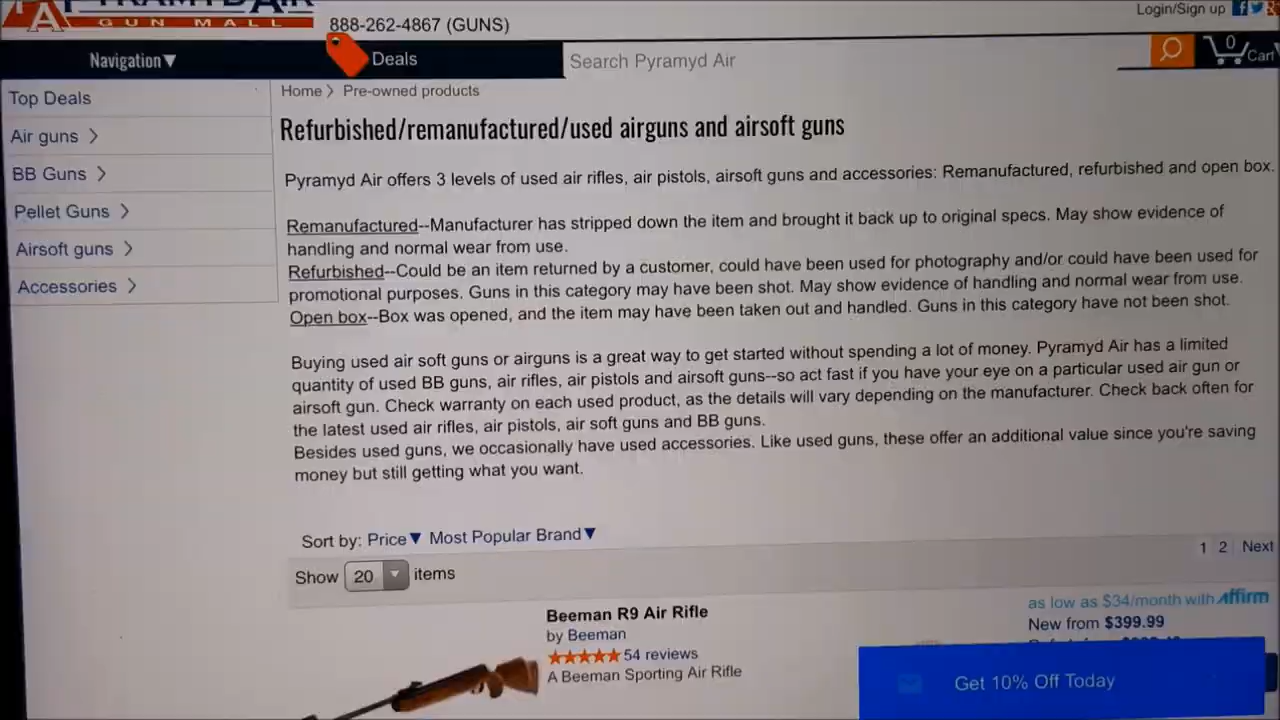 GUN MALL
888-262-4867 (GUNS)
Login/Sign up
Navigation▼
Deals
Search Pyramyd Air
0
Cart
Top Deals
Air guns >
BB Guns >
Pellet Guns >
Airsoft guns >
Accessories >
Home > Pre-owned products
Refurbished/remanufactured/used airguns and airsoft guns
Pyramyd Air offers 3 levels of used air rifles, air pistols, airsoft guns and accessories: Remanufactured, refurbished and open box.
Remanufactured--Manufacturer has stripped down the item and brought it back up to original specs. May show evidence of
handling and normal wear from use.
Refurbished--Could be an item returned by a customer, could have been used for photography and/or could have been used for
promotional purposes. Guns in this category may have been shot. May show evidence of handling and normal wear from use.
Open box--Box was opened, and the item may have been taken out and handled. Guns in this category have not been shot.
Buying used air soft guns or airguns is a great way to get started without spending a lot of money. Pyramyd Air has a limited
quantity of used BB guns, air rifles, air pistols and airsoft guns--so act fast if you have your eye on a particular used air gun or
airsoft gun. Check warranty on each used product, as the details will vary depending on the manufacturer. Check back often for
the latest used air rifles, air pistols, air soft guns and BB guns.
Besides used guns, we occasionally have used accessories. Like used guns, these offer an additional value since you're saving
money but still getting what you want.
Sort by: Price▼ Most Popular Brand▼
1 2 Next
Show 20 items
Beeman R9 Air Rifle
by Beeman
54 reviews
A Beeman Sporting Air Rifle
as low as $34/month with Affirm
New from $399.99
Get 10% Off Today